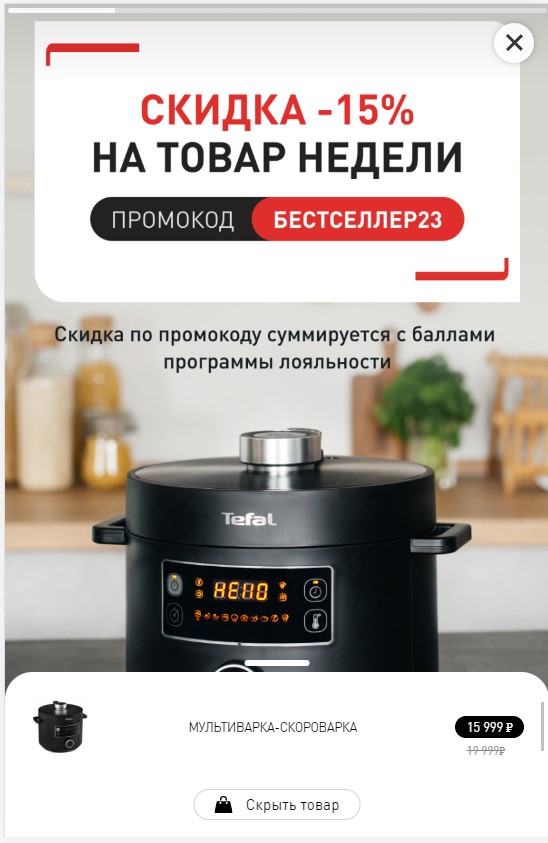 СКИДКА -15%
НА ТОВАР НЕДЕЛИ
ПРОМОКОД БЕСТСЕЛЛЕР23
Скидка по промокоду суммируется с баллами
программы лояльности
Tefal
HEllO
МУЛЬТИВАРКА-СКОРОВАРКА
15 999 ₽
19 999₽
Скрыть товар